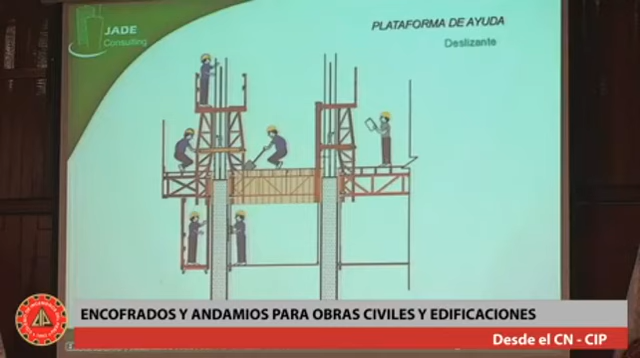 JADE
Consulting
PLATAFORMA DE AYUDA
Deslizante
ENCOFRADOS Y ANDAMIOS PARA OBRAS CIVILES Y EDIFICACIONES
Desde el CN - CIP